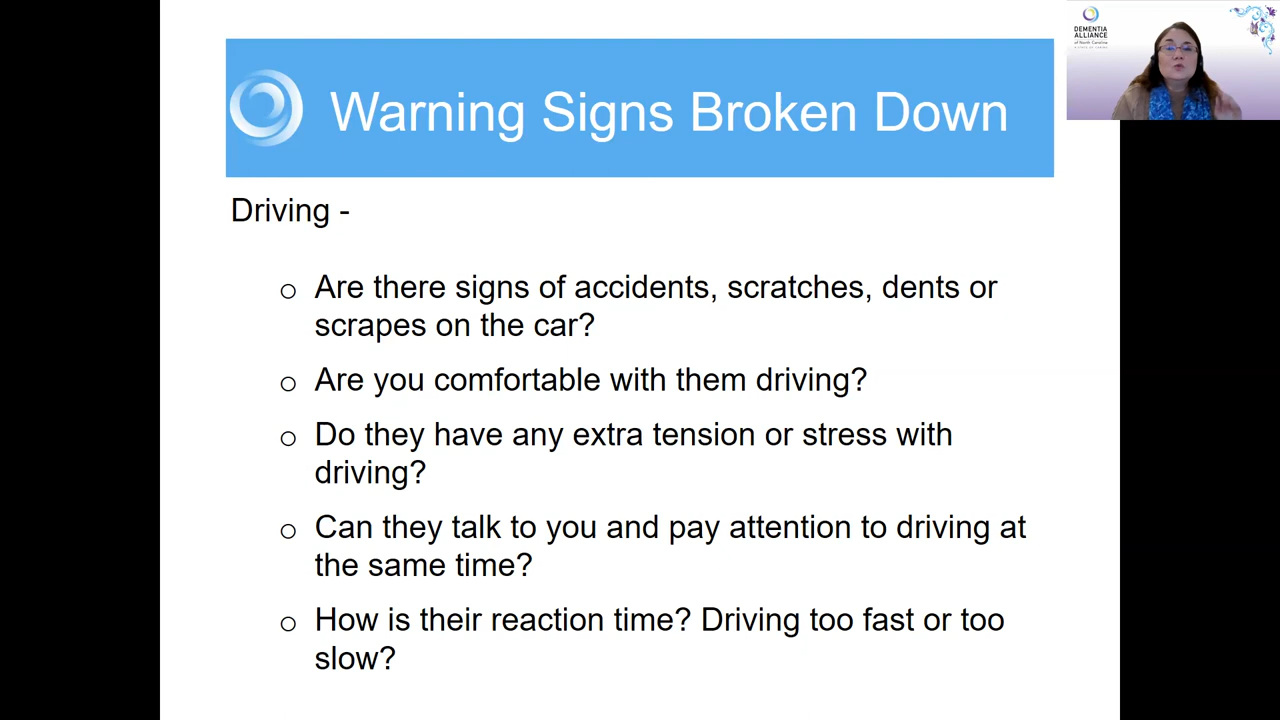 Warning Signs Broken Down
DEMENTIA
ALLIANCE
of North Carolina
Driving -
o Are there signs of accidents, scratches, dents or
scrapes on the car?
o Are you comfortable with them driving?
o Do they have any extra tension or stress with
driving?
o Can they talk to you and pay attention to driving at
the same time?
o How is their reaction time? Driving too fast or too
slow?